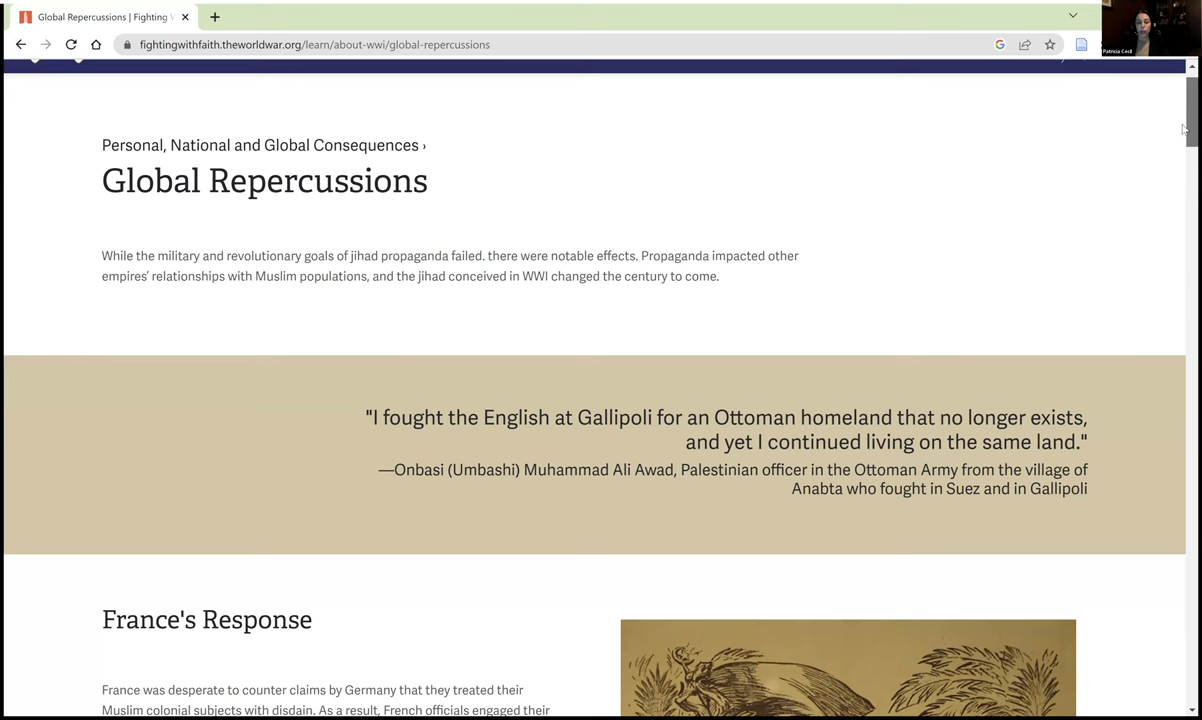 Global Repercussions | Fighting
fightingwithfaith.theworldwar.org/learn/about-wwi/global-repercussions
Patricia Cecil
Personal, National and Global Consequences ›
Global Repercussions
While the military and revolutionary goals of jihad propaganda failed. there were notable effects. Propaganda impacted other
empires’ relationships with Muslim populations, and the jihad conceived in WWI changed the century to come.
"I fought the English at Gallipoli for an Ottoman homeland that no longer exists,
and yet I continued living on the same land."
—Onbasi (Umbashi) Muhammad Ali Awad, Palestinian officer in the Ottoman Army from the village of
Anabta who fought in Suez and in Gallipoli
France's Response
France was desperate to counter claims by Germany that they treated their
Muslim colonial subjects with disdain. As a result, French officials engaged their